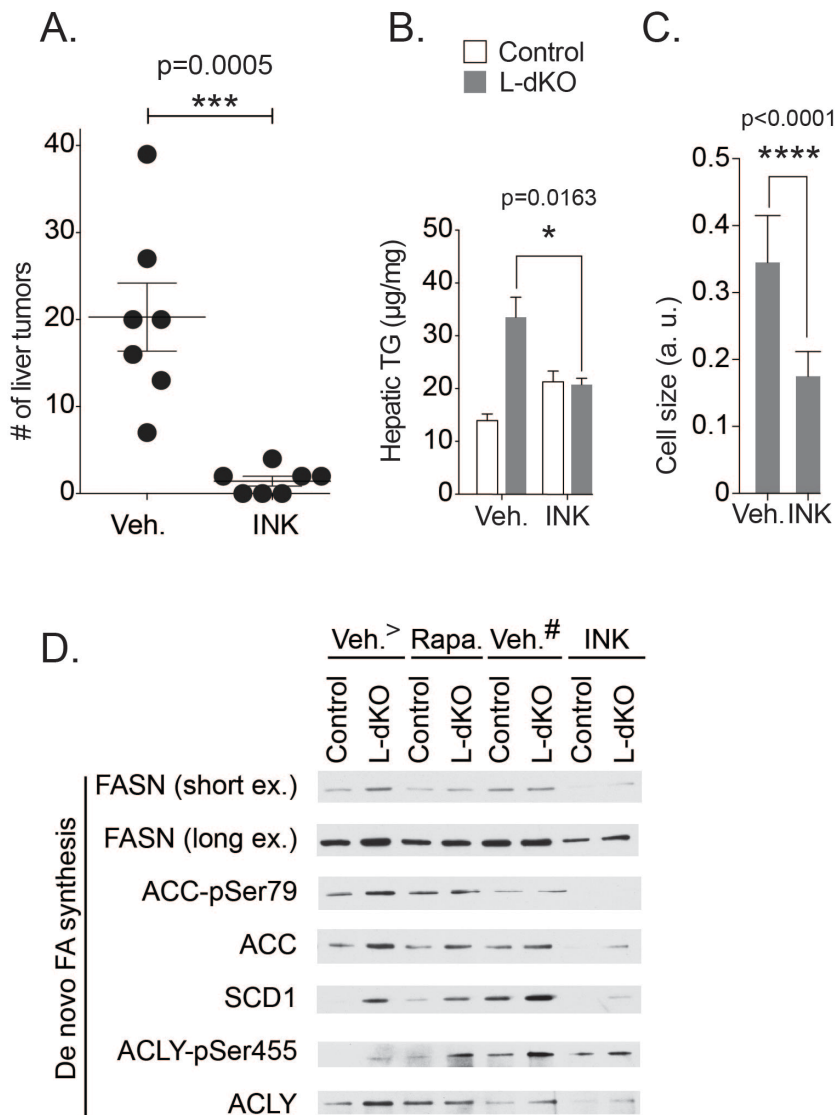 A.
p=0.0005
***
40
30
20
10
0
# of liver tumors
Veh. INK
B.
Control
L-dKO
p=0.0163
*
50
40
30
20
10
0
Hepatic TG (µg/mg)
Veh. INK
C.
p<0.0001
****
0.5
0.4
0.3
0.2
0.1
0
Cell size (a. u.)
Veh. INK
D.
Veh.> Rapa. Veh.# INK
Control L-dKO Control L-dKO Control L-dKO Control L-dKO
De novo FA synthesis
FASN (short ex.)
FASN (long ex.)
ACC-pSer79
ACC
SCD1
ACLY-pSer455
ACLY